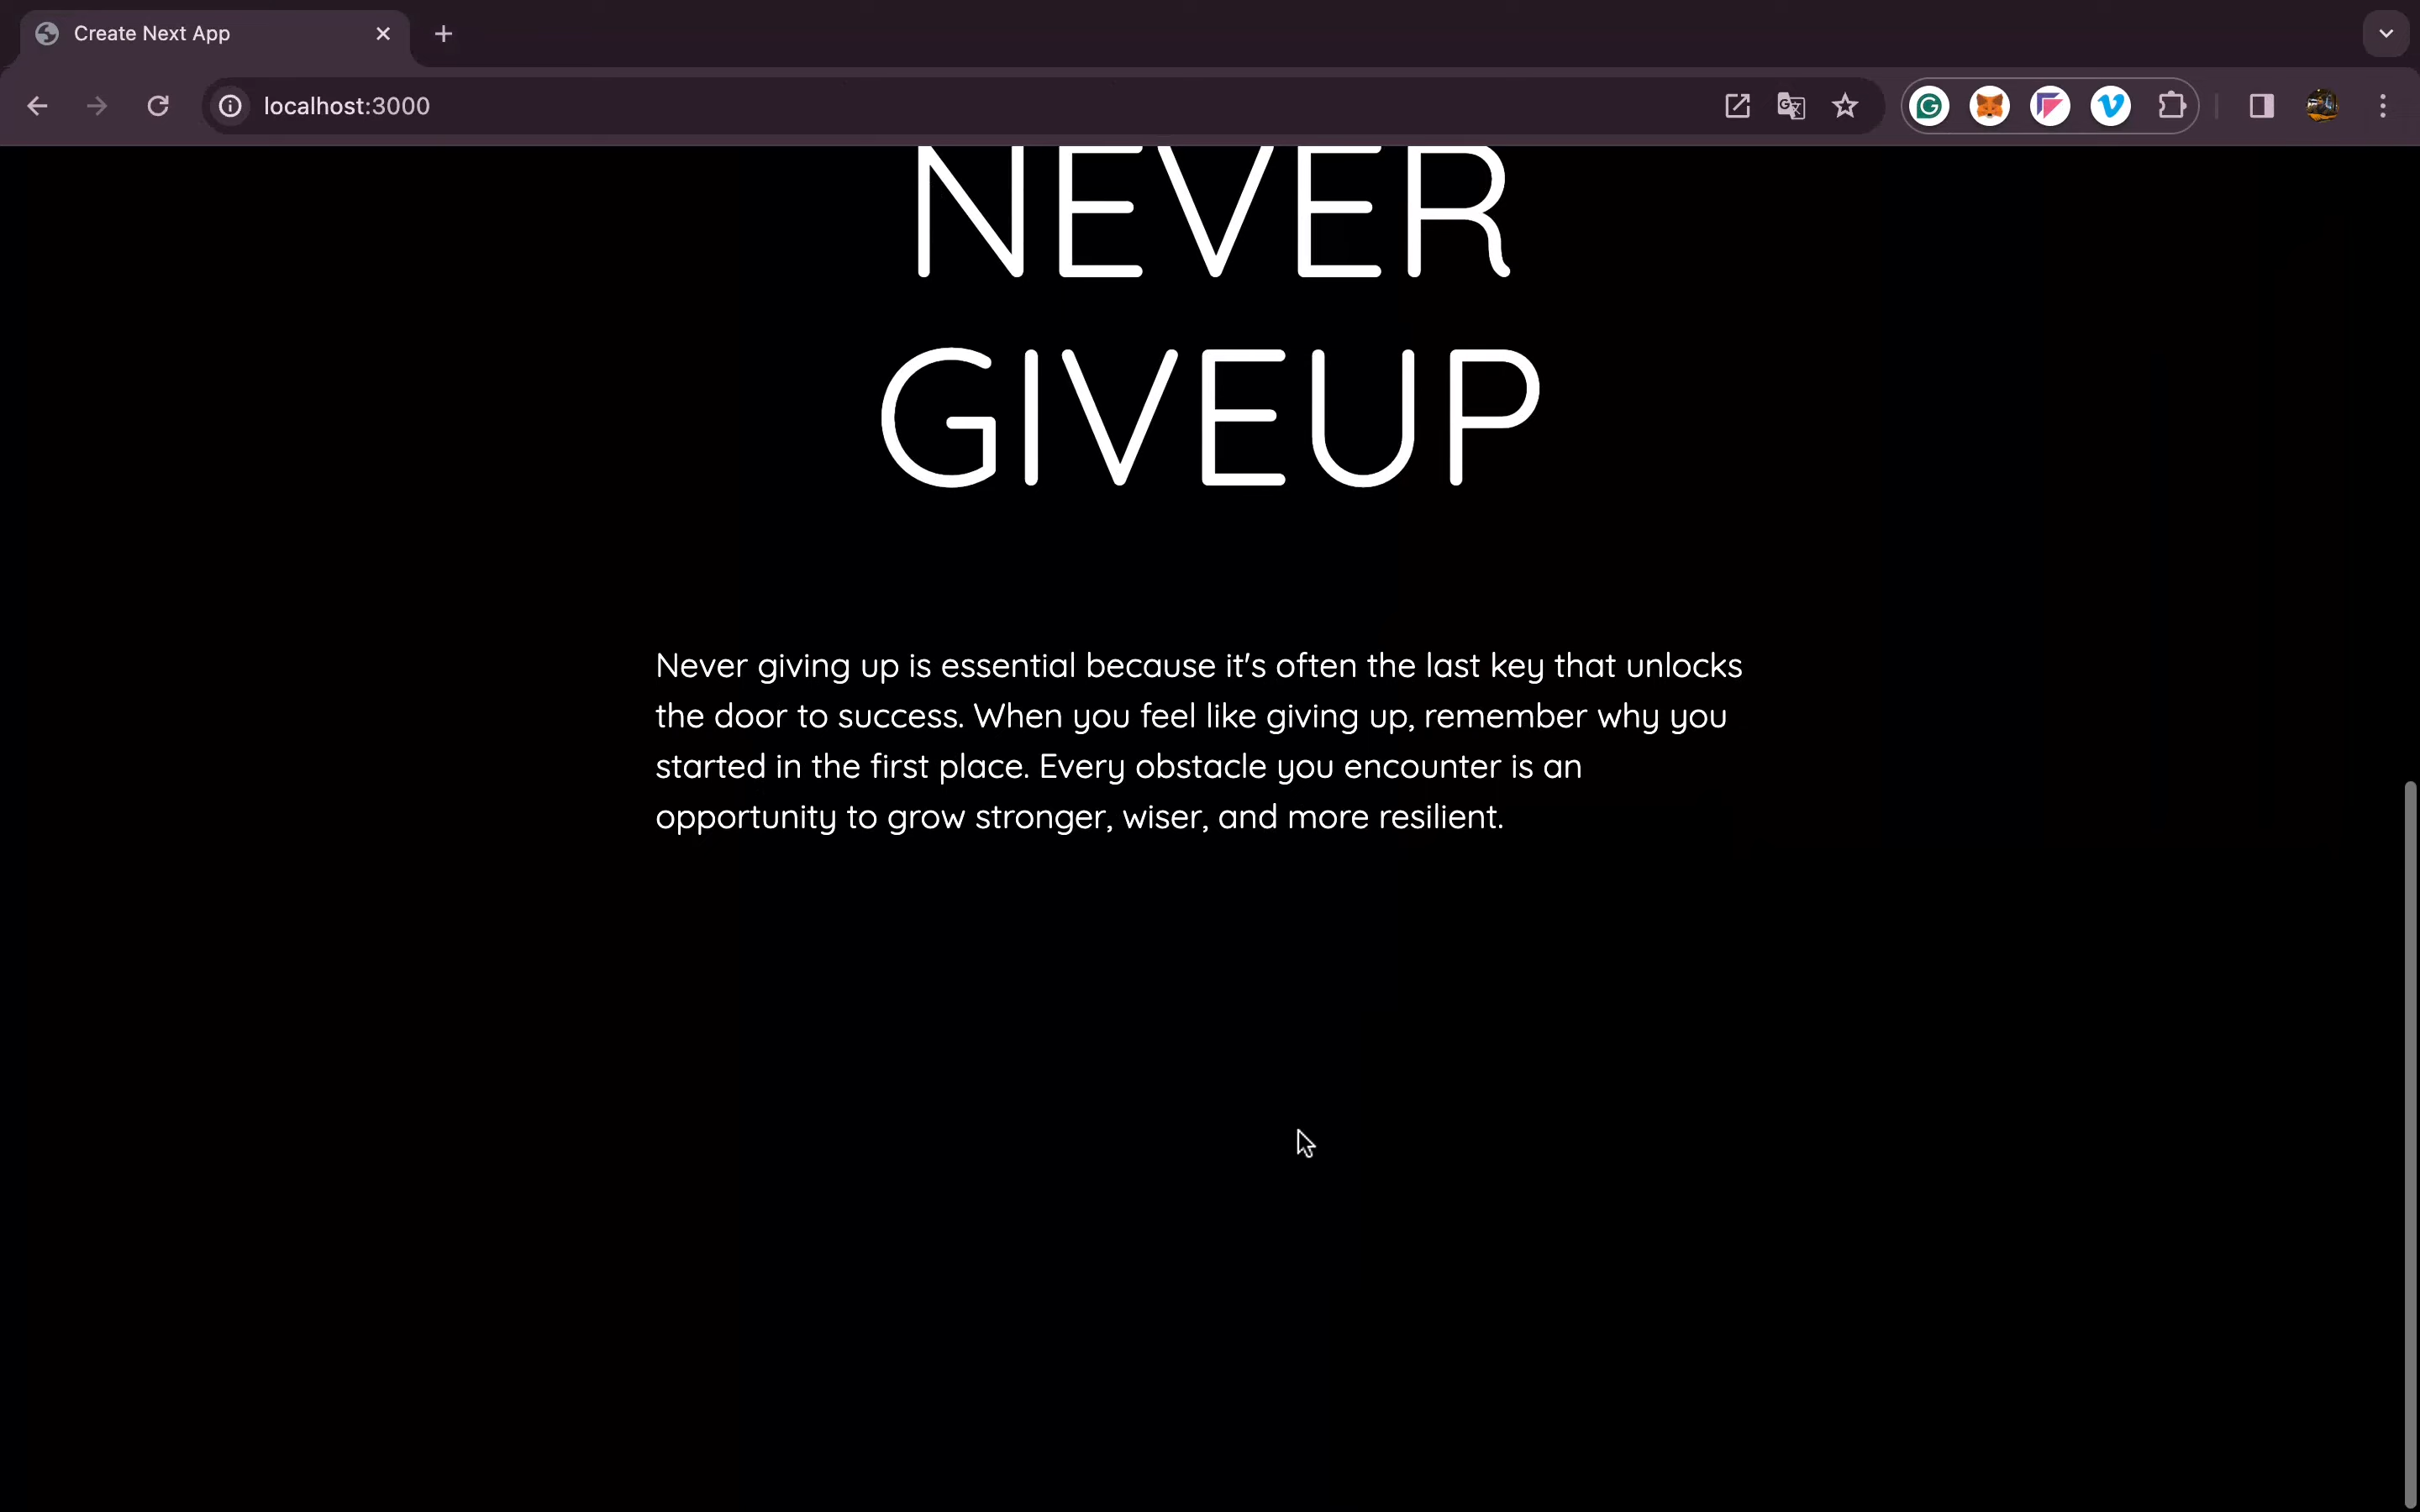 Create Next App
localhost:3000
NEVER
GIVEUP
Never giving up is essential because it's often the last key that unlocks
the door to success. When you feel like giving up, remember why you
started in the first place. Every obstacle you encounter is an
opportunity to grow stronger, wiser, and more resilient.